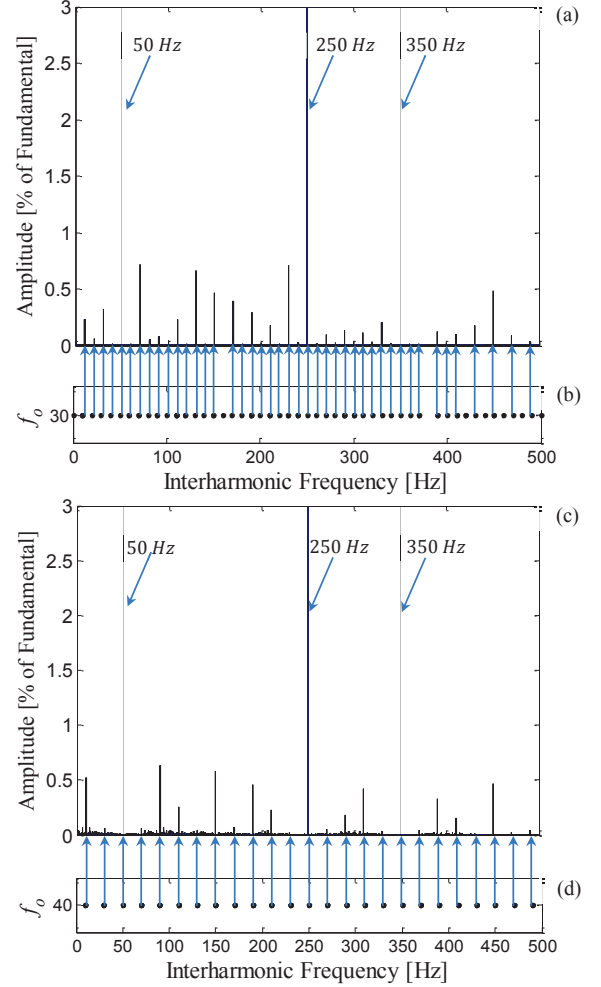 (a)
3
2.5
2
1.5
1
0.5
0
Amplitude [% of Fundamental]
50 Hz
250 Hz
350 Hz
(b)
f_o
30
0 100 200 300 400 500
Interharmonic Frequency [Hz]
(c)
3
2.5
2
1.5
1
0.5
0
Amplitude [% of Fundamental]
50 Hz
250 Hz
350 Hz
(d)
f_o
40
0 50 100 150 200 250 300 350 400 450 500
Interharmonic Frequency [Hz]